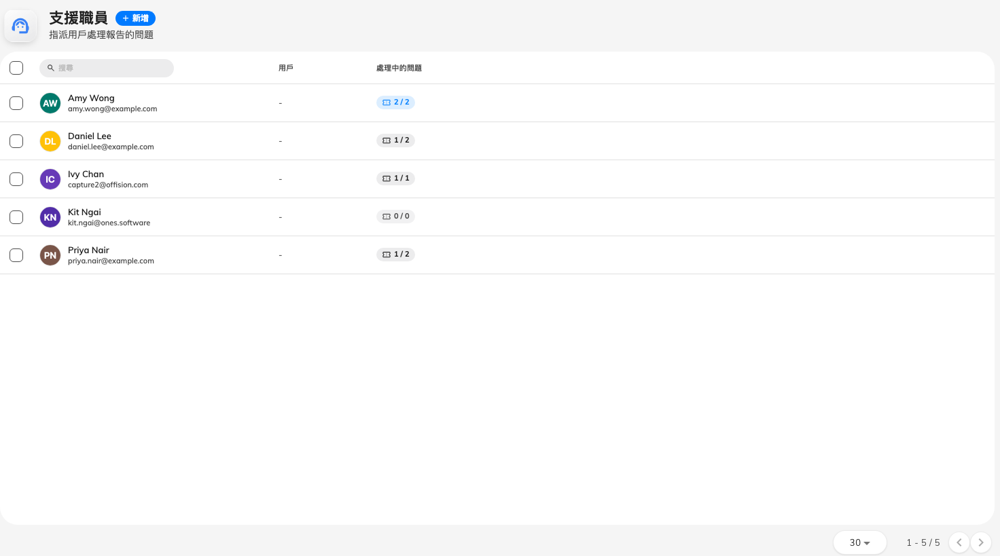 支援職員
+ 新增
指派用戶處理報告的問題
搜尋
用戶
處理中的問題
AW
Amy Wong
amy.wong@example.com
-
2 / 2
DL
Daniel Lee
daniel.lee@example.com
-
1 / 2
IC
Ivy Chan
capture2@offision.com
-
1 / 1
KN
Kit Ngai
kit.ngai@ones.software
-
0 / 0
PN
Priya Nair
priya.nair@example.com
-
1 / 2
30
1 - 5 / 5